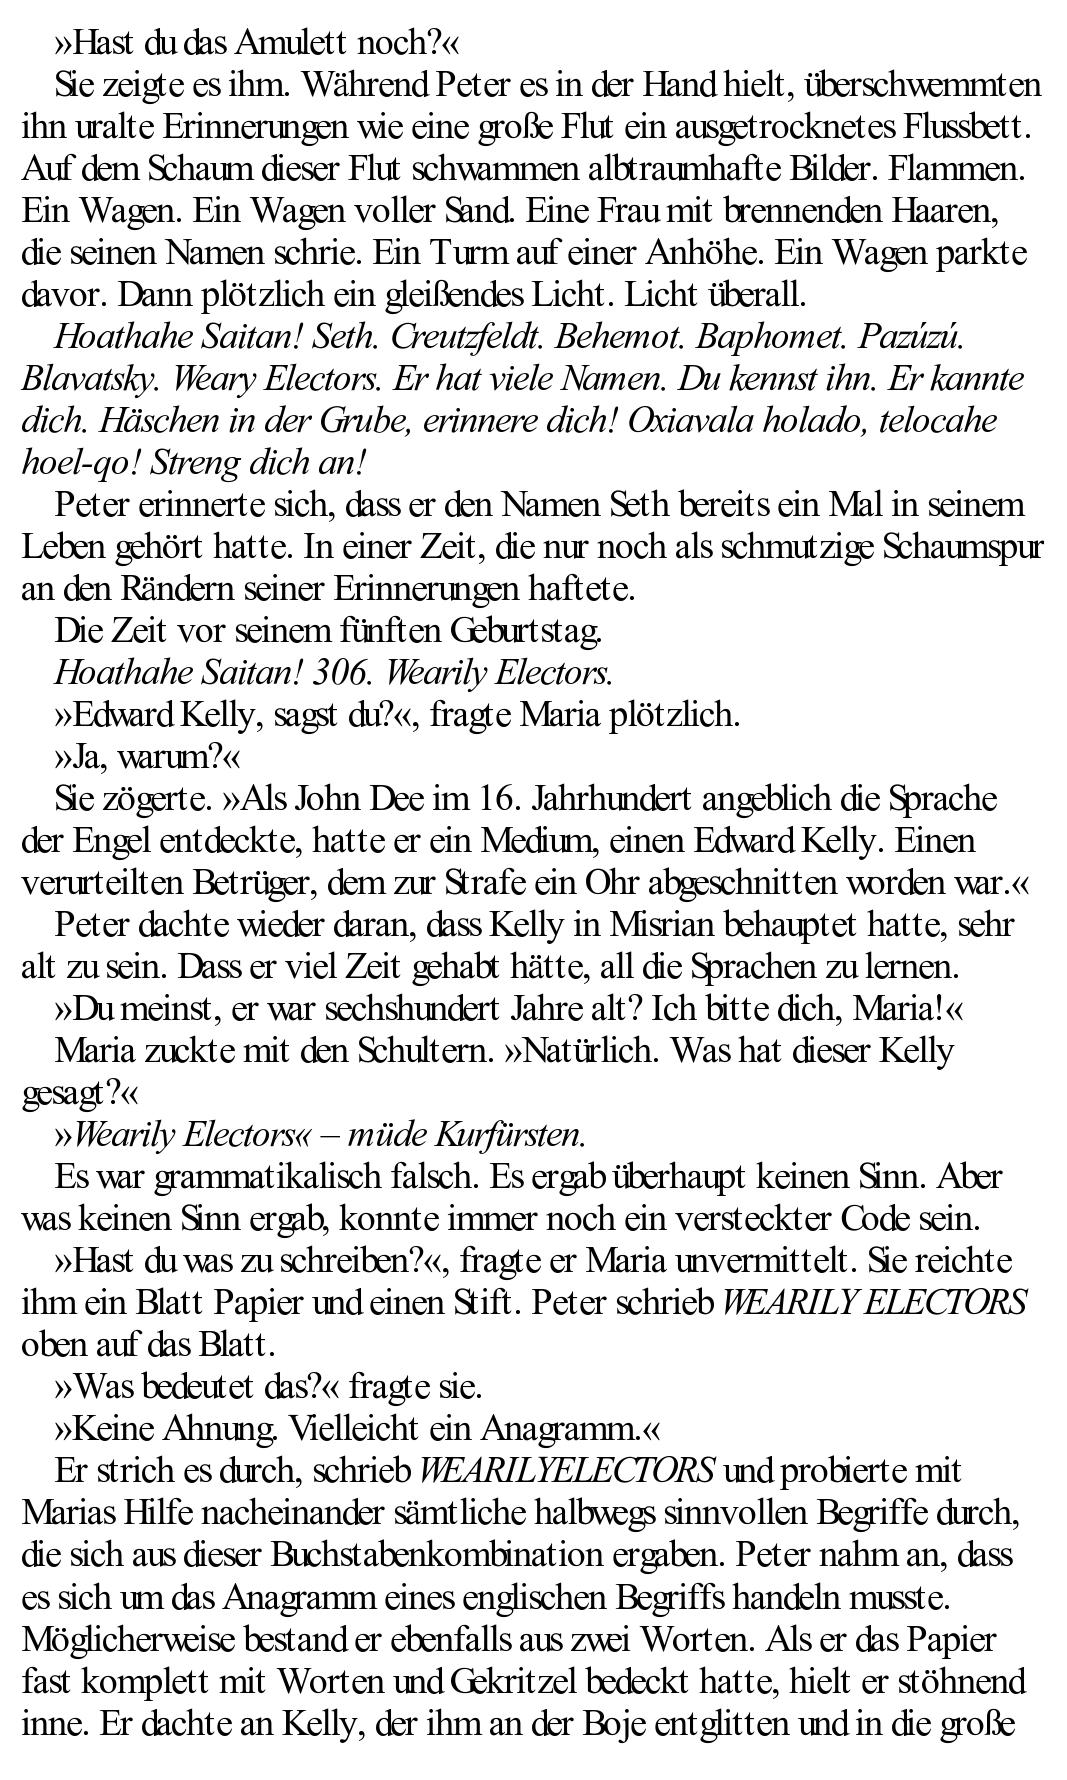 »Hast du das Amulett noch?«
Sie zeigte es ihm. Während Peter es in der Hand hielt, überschwemmten
ihn uralte Erinnerungen wie eine große Flut ein ausgetrocknetes Flussbett.
Auf dem Schaum dieser Flut schwammen albtraumhafte Bilder. Flammen.
Ein Wagen. Ein Wagen voller Sand. Eine Frau mit brennenden Haaren,
die seinen Namen schrie. Ein Turm auf einer Anhöhe. Ein Wagen parkte
davor. Dann plötzlich ein gleißendes Licht. Licht überall.
Hoathahe Saitan! Seth. Creutzfeldt. Behemot. Baphomet. Pazúzú.
Blavatsky. Weary Electors. Er hat viele Namen. Du kennst ihn. Er kannte
dich. Häschen in der Grube, erinnere dich! Oxiavala holado, telocahe
hoel-qo! Streng dich an!
Peter erinnerte sich, dass er den Namen Seth bereits ein Mal in seinem
Leben gehört hatte. In einer Zeit, die nur noch als schmutzige Schaumspur
an den Rändern seiner Erinnerungen haftete.
Die Zeit vor seinem fünften Geburtstag.
Hoathahe Saitan! 306. Wearily Electors.
»Edward Kelly, sagst du?«, fragte Maria plötzlich.
»Ja, warum?«
Sie zögerte. »Als John Dee im 16. Jahrhundert angeblich die Sprache
der Engel entdeckte, hatte er ein Medium, einen Edward Kelly. Einen
verurteilten Betrüger, dem zur Strafe ein Ohr abgeschnitten worden war.«
Peter dachte wieder daran, dass Kelly in Misrian behauptet hatte, sehr
alt zu sein. Dass er viel Zeit gehabt hätte, all die Sprachen zu lernen.
»Du meinst, er war sechshundert Jahre alt? Ich bitte dich, Maria!«
Maria zuckte mit den Schultern. »Natürlich. Was hat dieser Kelly
gesagt?«
»Wearily Electors« – müde Kurfürsten.
Es war grammatikalisch falsch. Es ergab überhaupt keinen Sinn. Aber
was keinen Sinn ergab, konnte immer noch ein versteckter Code sein.
»Hast du was zu schreiben?«, fragte er Maria unvermittelt. Sie reichte
ihm ein Blatt Papier und einen Stift. Peter schrieb WEARILY ELECTORS
oben auf das Blatt.
»Was bedeutet das?« fragte sie.
»Keine Ahnung. Vielleicht ein Anagramm.«
Er strich es durch, schrieb WEARILYELECTORS und probierte mit
Marias Hilfe nacheinander sämtliche halbwegs sinnvollen Begriffe durch,
die sich aus dieser Buchstabenkombination ergaben. Peter nahm an, dass
es sich um das Anagramm eines englischen Begriffs handeln musste.
Möglicherweise bestand er ebenfalls aus zwei Worten. Als er das Papier
fast komplett mit Worten und Gekritzel bedeckt hatte, hielt er stöhnend
inne. Er dachte an Kelly, der ihm an der Boje entglitten und in die große